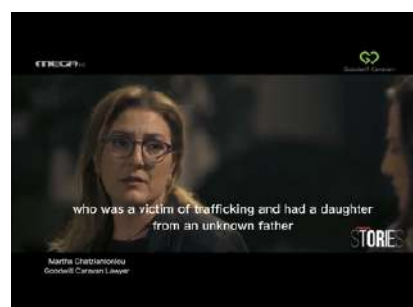 MEGA
Goodwill Caravan
who was a victim of trafficking and had a daughter
from an unknown father
STORIES
Martha Chatziantoniou
Goodwill Caravan Lawyer